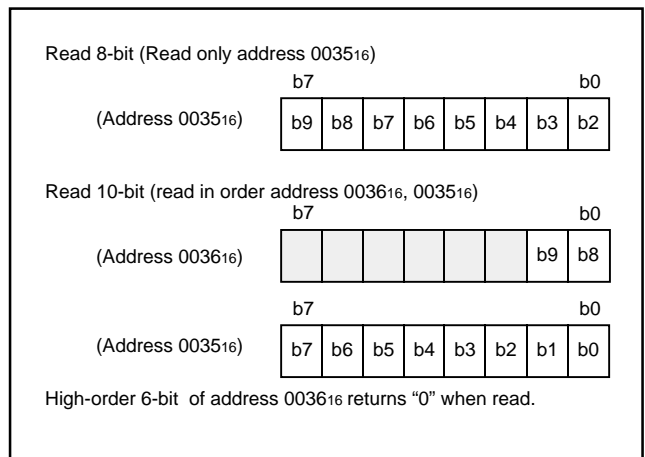 Read 8-bit (Read only address 0035₁₆)
b7 b0
(Address 0035₁₆) b9 b8 b7 b6 b5 b4 b3 b2
Read 10-bit (read in order address 0036₁₆, 0035₁₆)
b7 b0
(Address 0036₁₆) b9 b8
b7 b0
(Address 0035₁₆) b7 b6 b5 b4 b3 b2 b1 b0
High-order 6-bit of address 0036₁₆ returns “0” when read.